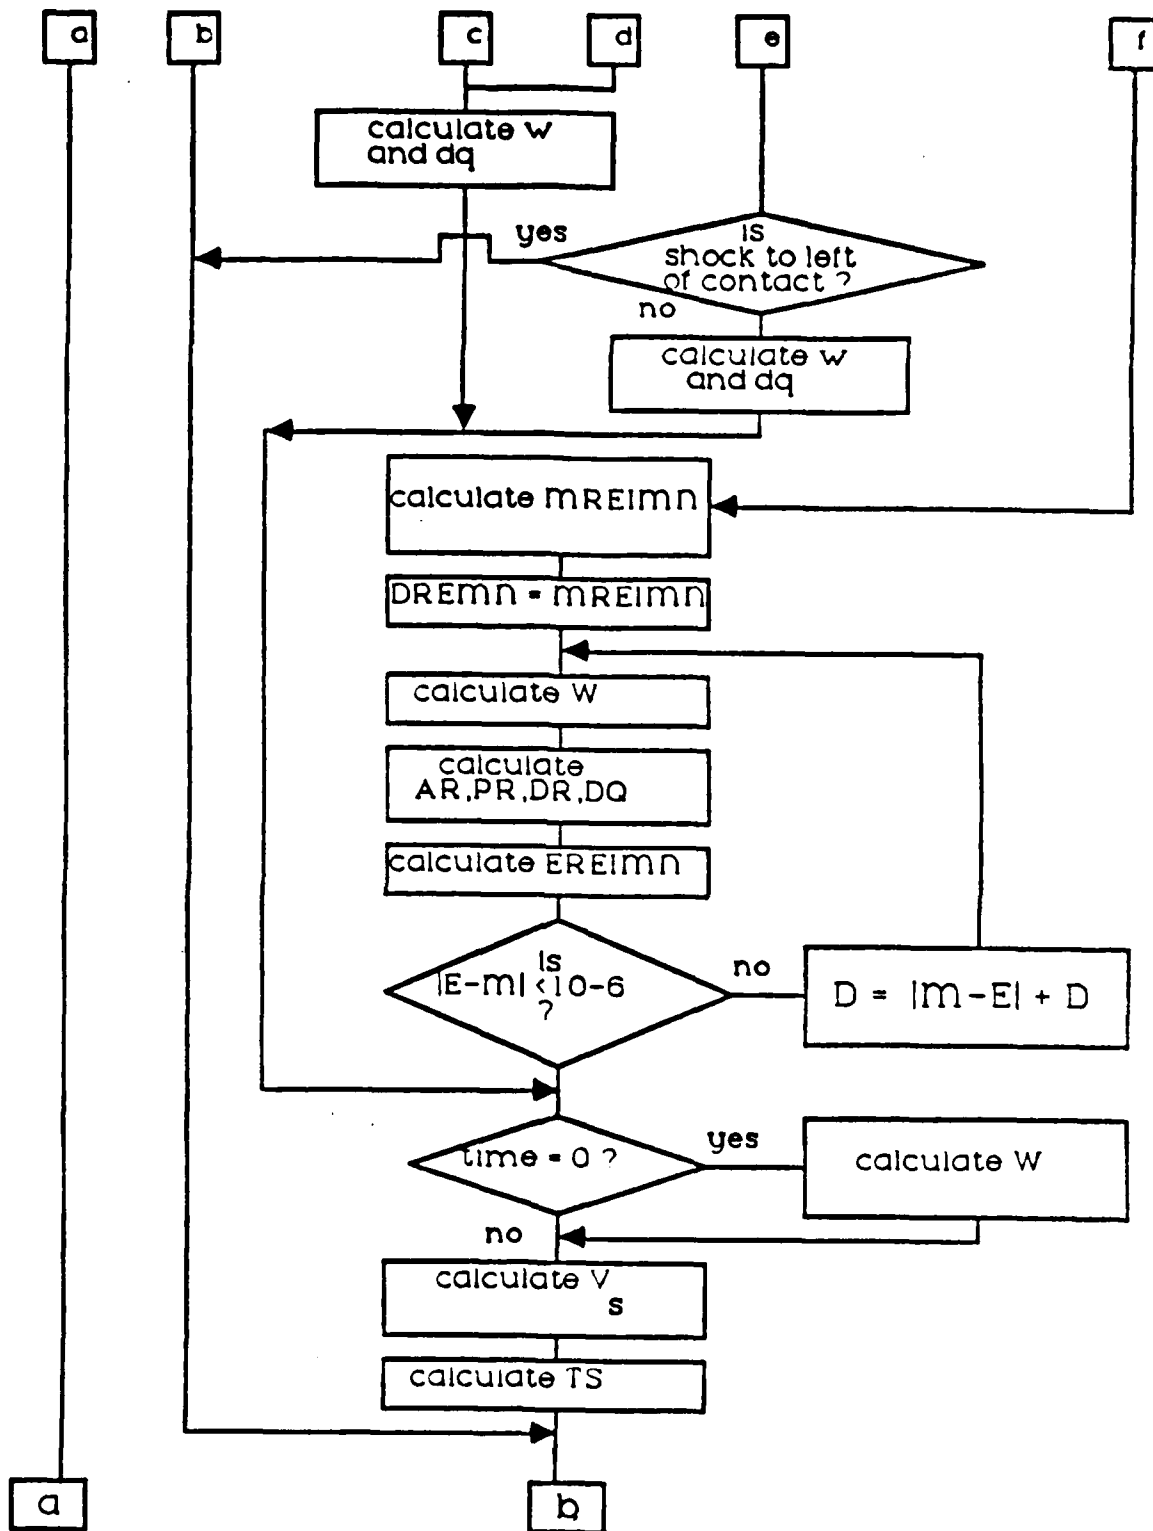 a b c d e f
calculate w
and dq
yes
is
shock to left
of contact ?
no
calculate w
and dq
calculate MREIMN
DREMN = MREIMN
calculate W
calculate
AR,PR,DR,DQ
calculate EREIMN
is
|E-M| <10-6
?
no
D = |M-E| + D
time = 0 ?
yes
calculate W
no
calculate V
s
calculate TS
a
b